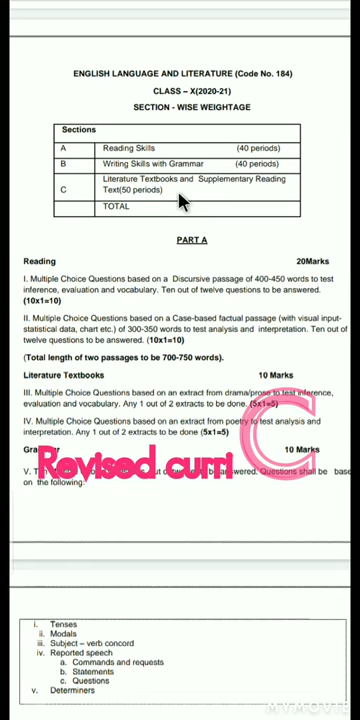 ENGLISH LANGUAGE AND LITERATURE (Code No. 184)
CLASS – X(2020-21)
SECTION - WISE WEIGHTAGE
Sections
A Reading Skills (40 periods)
B Writing Skills with Grammar (40 periods)
C Literature Textbooks and Supplementary Reading
Text(50 periods)
TOTAL
PART A
Reading 20Marks
I. Multiple Choice Questions based on a Discursive passage of 400-450 words to test
inference, evaluation and vocabulary. Ten out of twelve questions to be answered.
(10x1=10)
II. Multiple Choice Questions based on a Case-based factual passage (with visual input-
statistical data, chart etc.) of 300-350 words to test analysis and interpretation. Ten out of
twelve questions to be answered. (10x1=10)
(Total length of two passages to be 700-750 words).
Literature Textbooks 10 Marks
III. Multiple Choice Questions based on an extract from drama/prose to test inference,
evaluation and vocabulary. Any 1 out of 2 extracts to be done. (5x1=5)
IV. Multiple Choice Questions based on an extract from poetry to test analysis and
interpretation. Any 1 out of 2 extracts to be done (5x1=5)
10 Marks
Revised curri C
V. answered. Questions shall be base
on the following:
i. Tenses
ii. Modals
iii. Subject – verb concord
iv. Reported speech
a. Commands and requests
b. Statements
c. Questions
v. Determiners
MYMOVIE